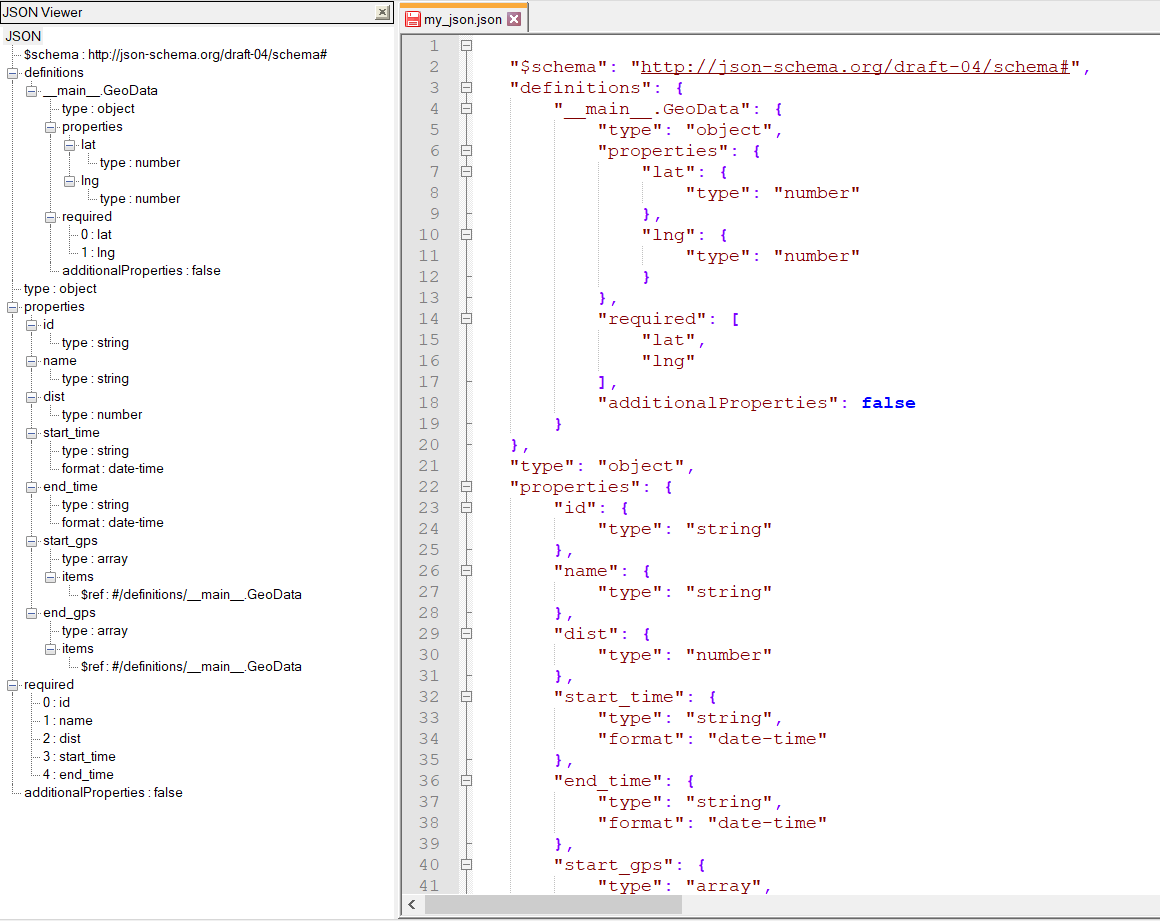 JSON Viewer
JSON
$schema : http://json-schema.org/draft-04/schema#
definitions
__main__.GeoData
type : object
properties
lat
type : number
lng
type : number
required
0 : lat
1 : lng
additionalProperties : false
type : object
properties
id
type : string
name
type : string
dist
type : number
start_time
type : string
format : date-time
end_time
type : string
format : date-time
start_gps
type : array
items
$ref : #/definitions/__main__.GeoData
end_gps
type : array
items
$ref : #/definitions/__main__.GeoData
required
0 : id
1 : name
2 : dist
3 : start_time
4 : end_time
additionalProperties : false
my_json.json
1
2 "$schema": "http://json-schema.org/draft-04/schema#",
3 "definitions": {
4 "__main__.GeoData": {
5 "type": "object",
6 "properties": {
7 "lat": {
8 "type": "number"
9 },
10 "lng": {
11 "type": "number"
12 }
13 },
14 "required": [
15 "lat",
16 "lng"
17 ],
18 "additionalProperties": false
19 }
20 },
21 "type": "object",
22 "properties": {
23 "id": {
24 "type": "string"
25 },
26 "name": {
27 "type": "string"
28 },
29 "dist": {
30 "type": "number"
31 },
32 "start_time": {
33 "type": "string",
34 "format": "date-time"
35 },
36 "end_time": {
37 "type": "string",
38 "format": "date-time"
39 },
40 "start_gps": {
41 "type": "array",